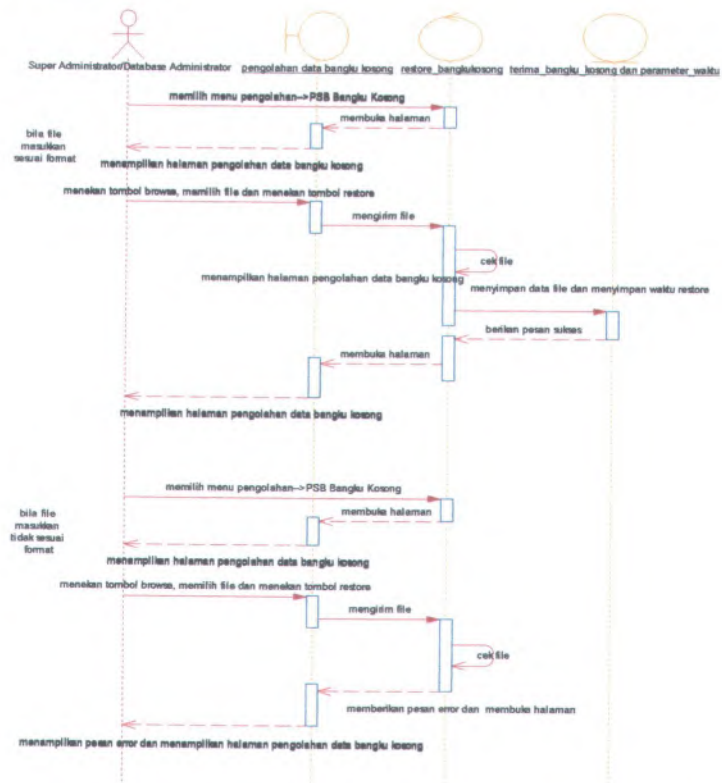 Super Administrator/Database Administrator
pengolahan data bangku kosong
restore_bangkukosong
terima_bangku_kosong dan parameter_waktu
memilih menu pengolahan-->PSB Bangku Kosong
membuka halaman
bila file
masukkan
sesuai format
menampilkan halaman pengolahan data bangku kosong
menekan tombol browse, memilih file dan menekan tombol restore
mengirim file
cek file
menampilkan halaman pengolahan data bangku kosong
menyimpan data file dan menyimpan waktu restore
berikan pesan sukses
membuka halaman
menampilkan halaman pengolahan data bangku kosong
memilih menu pengolahan-->PSB Bangku Kosong
membuka halaman
bila file
masukkan
tidak sesuai
format
menampilkan halaman pengolahan data bangku kosong
menekan tombol browse, memilih file dan menekan tombol restore
mengirim file
cek file
memberikan pesan error dan membuka halaman
menampilkan pesan error dan menampilkan halaman pengolahan data bangku kosong